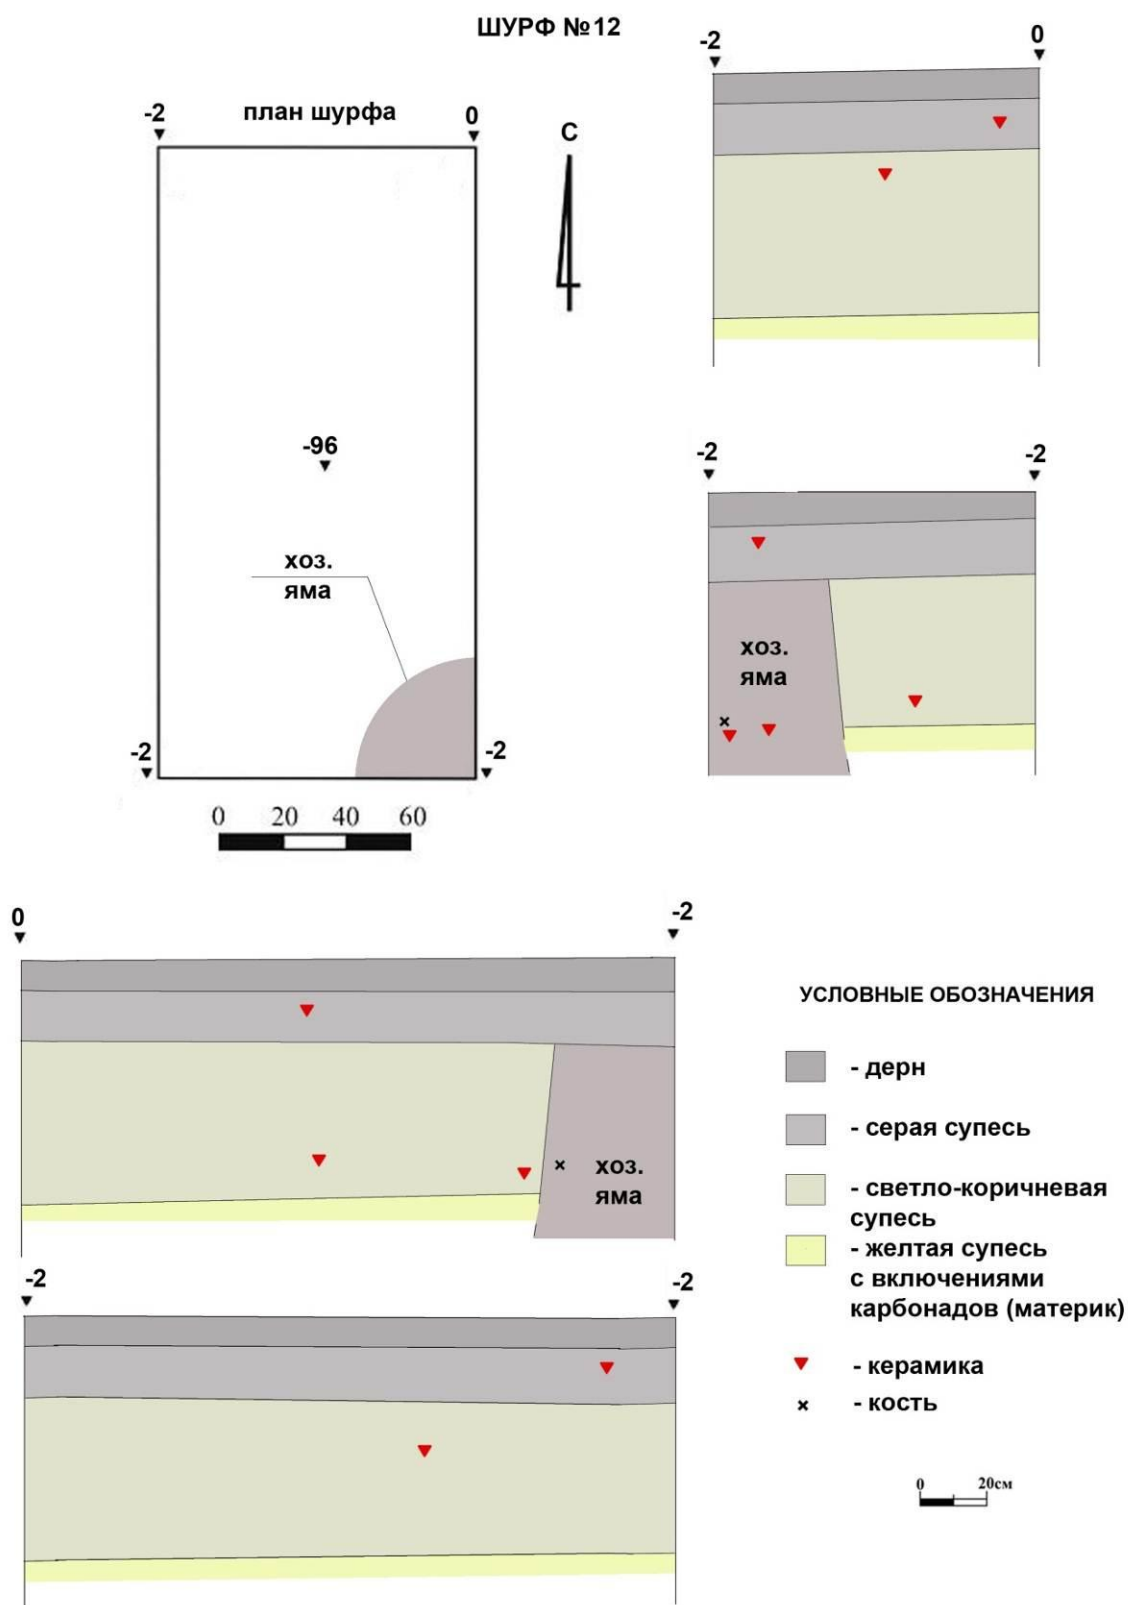 ШУРФ №12
-2
план шурфа
0
С
-96
хоз.
яма
-2
-2
0 20 40 60
-2
0
-2
-2
хоз.
яма
0
-2
хоз.
яма
-2
-2
УСЛОВНЫЕ ОБОЗНАЧЕНИЯ
- дерн
- серая супесь
- светло-коричневая
супесь
- желтая супесь
с включениями
карбонадов (материк)
- керамика
- кость
0 20см